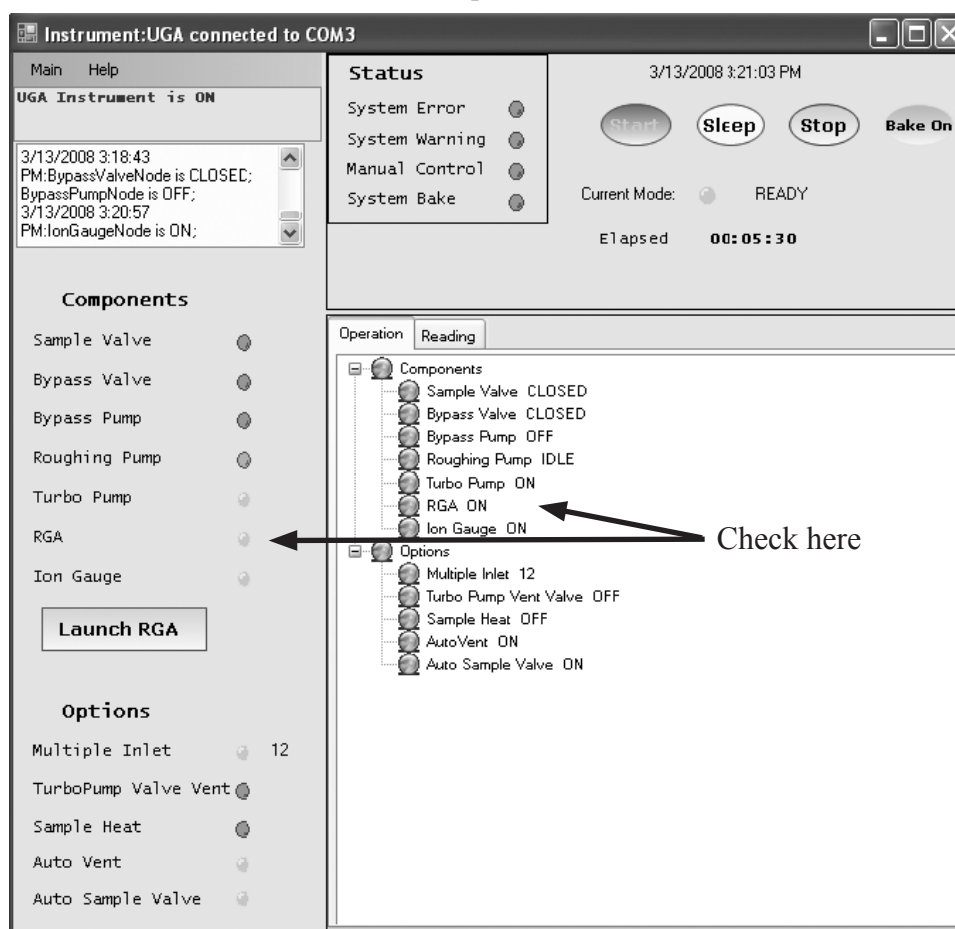 Instrument:UGA connected to COM3
Main Help
UGA Instrument is ON
3/13/2008 3:18:43
PM:BypassValveNode is CLOSED;
BypassPumpNode is OFF;
3/13/2008 3:20:57
PM:IonGaugeNode is ON;
Components
Sample Valve
Bypass Valve
Bypass Pump
Roughing Pump
Turbo Pump
RGA
Ion Gauge
Launch RGA
Options
Multiple Inlet 12
TurboPump Valve Vent
Sample Heat
Auto Vent
Auto Sample Valve
Status
System Error
System Warning
Manual Control
System Bake
3/13/2008 3:21:03 PM
Start Sleep Stop Bake On
Current Mode: READY
Elapsed 00:05:30
Operation Reading
Components
Sample Valve CLOSED
Bypass Valve CLOSED
Bypass Pump OFF
Roughing Pump IDLE
Turbo Pump ON
RGA ON
Ion Gauge ON
Options
Multiple Inlet 12
Turbo Pump Vent Valve OFF
Sample Heat OFF
AutoVent ON
Auto Sample Valve ON
Check here